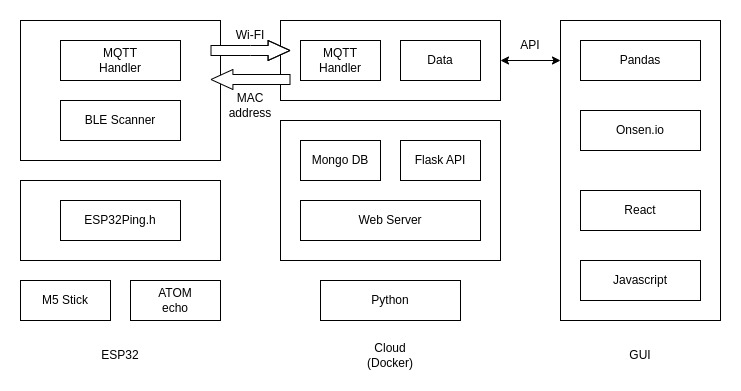 Wi-FI
MQTT
Handler
BLE Scanner
MAC
address
MQTT
Handler
Data
API
Pandas
Onsen.io
React
Javascript
Mongo DB
Flask API
Web Server
ESP32Ping.h
M5 Stick
ATOM
echo
Python
ESP32
Cloud
(Docker)
GUI